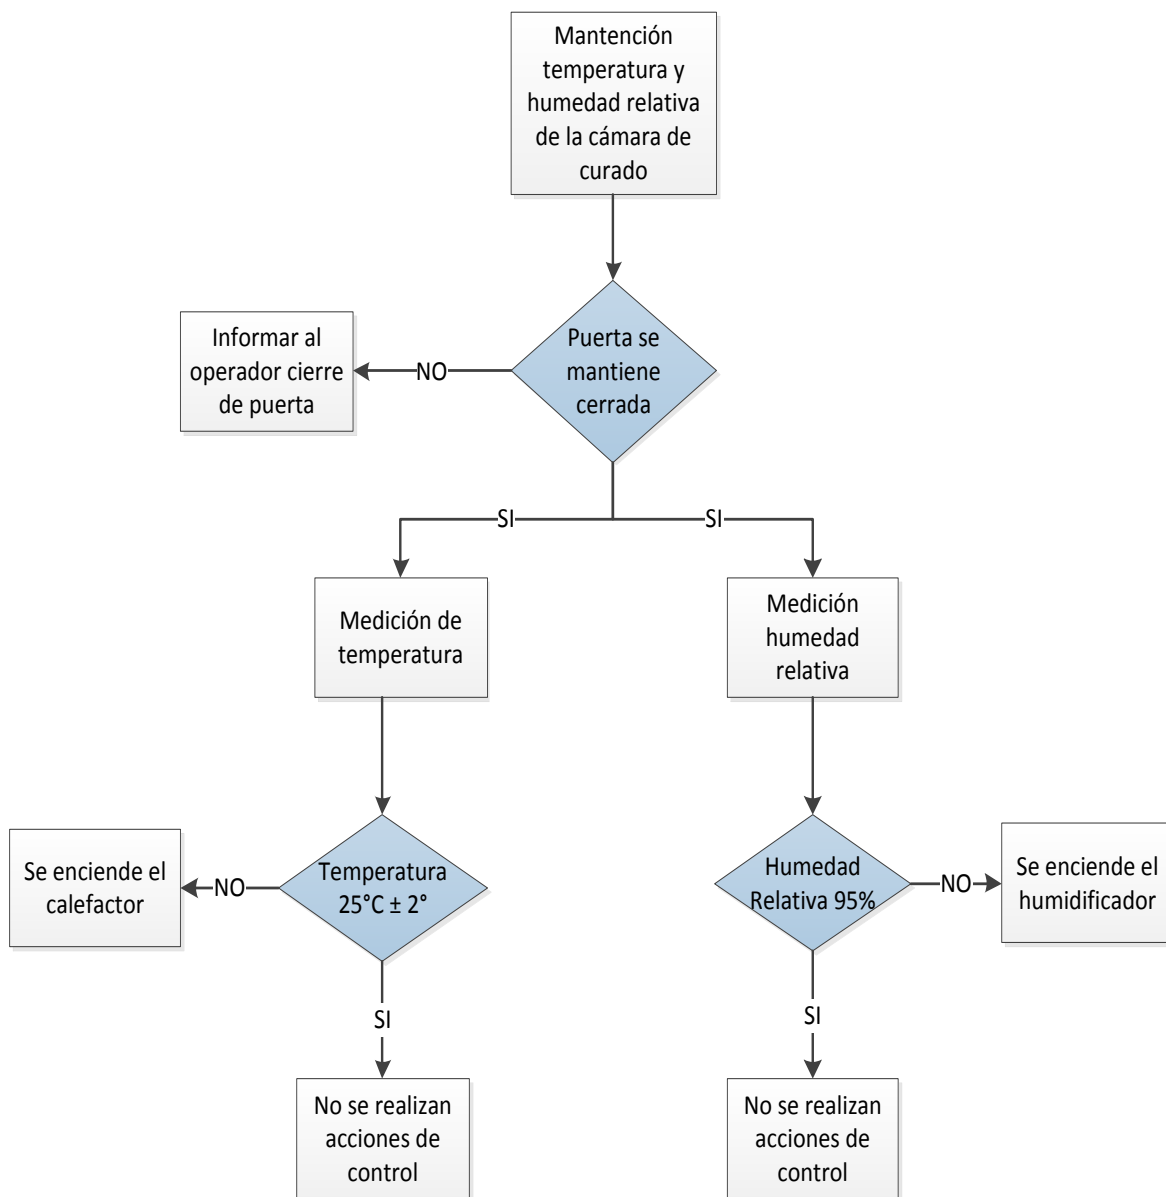 Mantención
temperatura y
humedad relativa
de la cámara de
curado
Puerta se
mantiene
cerrada
NO
Informar al
operador cierre
de puerta
SI
SI
Medición de
temperatura
Medición
humedad
relativa
Temperatura
25°C ± 2°
NO
Se enciende el
calefactor
Humedad
Relativa 95%
NO
Se enciende el
humidificador
SI
SI
No se realizan
acciones de
control
No se realizan
acciones de
control